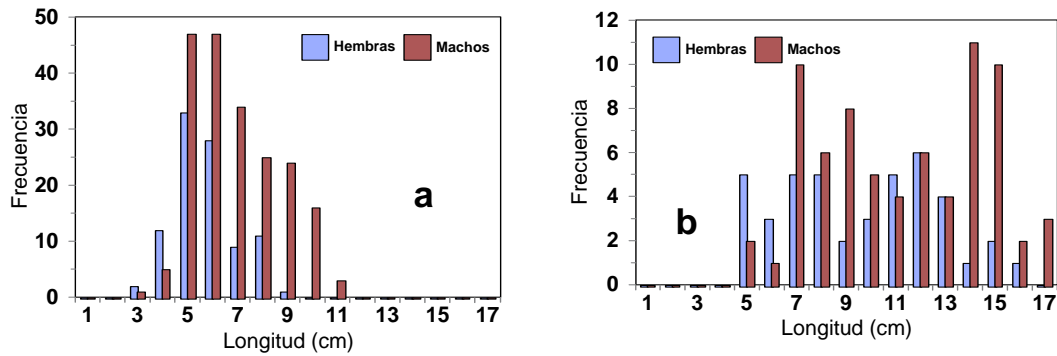 50
40
30
20
10
0
Frecuencia
Hembras Machos
a
1 3 5 7 9 11 13 15 17
Longitud (cm)
12
10
8
6
4
2
0
Frecuencia
Hembras Machos
b
1 3 5 7 9 11 13 15 17
Longitud (cm)